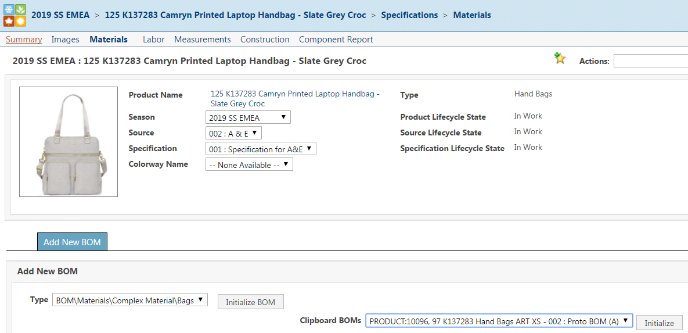 2019 SS EMEA > 125 K137283 Camryn Printed Laptop Handbag - Slate Grey Croc > Specifications > Materials
Summary Images Materials Labor Measurements Construction Component Report
2019 SS EMEA : 125 K137283 Camryn Printed Laptop Handbag - Slate Grey Croc
Actions:
Product Name 125 K137283 Camryn Printed Laptop Handbag - Slate Grey Croc
Type Hand Bags
Season 2019 SS EMEA
Product Lifecycle State In Work
Source 002 : A & E
Source Lifecycle State In Work
Specification 001 : Specification for A&E
Specification Lifecycle State In Work
Colorway Name -- None Available --
Add New BOM
Add New BOM
Type BOM\Materials\Complex Material\Bags Initialize BOM
Clipboard BOMs PRODUCT:10096, 97 K137283 Hand Bags ART XS - 002 : Proto BOM (A) Initialize